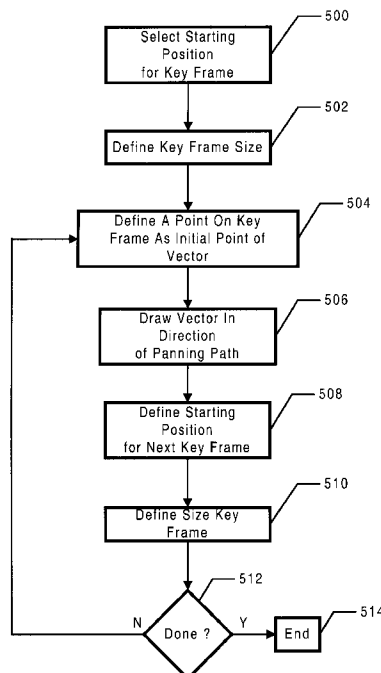 500
Select Starting
Position
for Key Frame
502
Define Key Frame Size
504
Define A Point On Key
Frame As Initial Point of
Vector
506
Draw Vector In
Direction
of Panning Path
508
Define Starting
Position
for Next Key Frame
510
Define Size Key
Frame
512
N
Done ?
Y
End
514